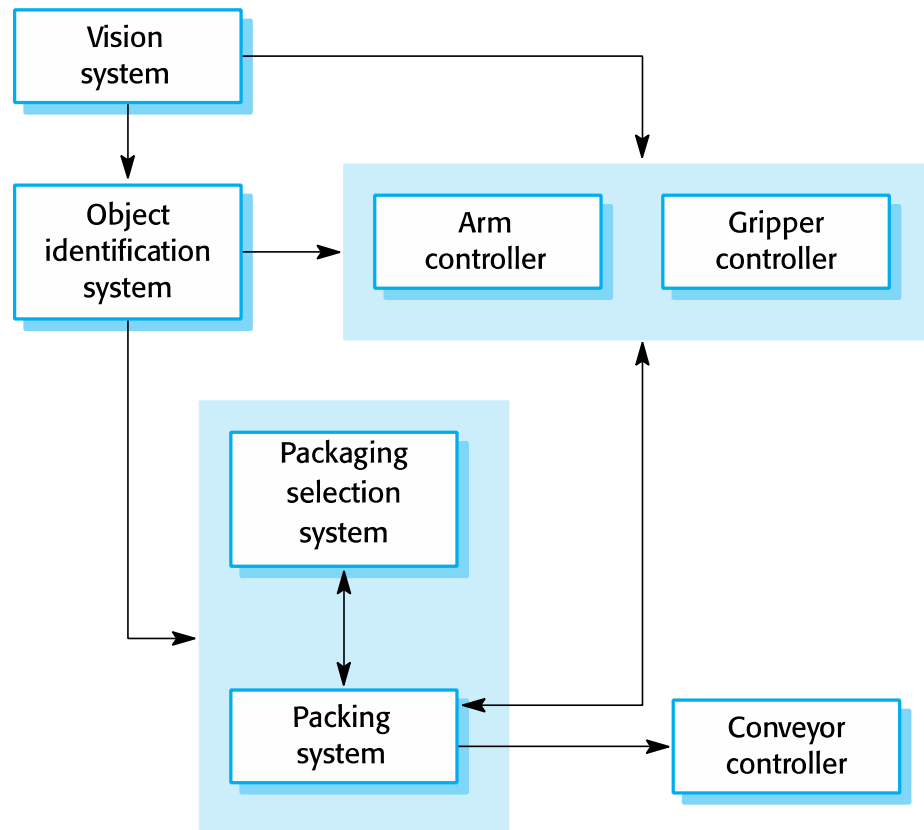 Vision
system
Object
identification
system
Arm
controller
Gripper
controller
Packaging
selection
system
Packing
system
Conveyor
controller